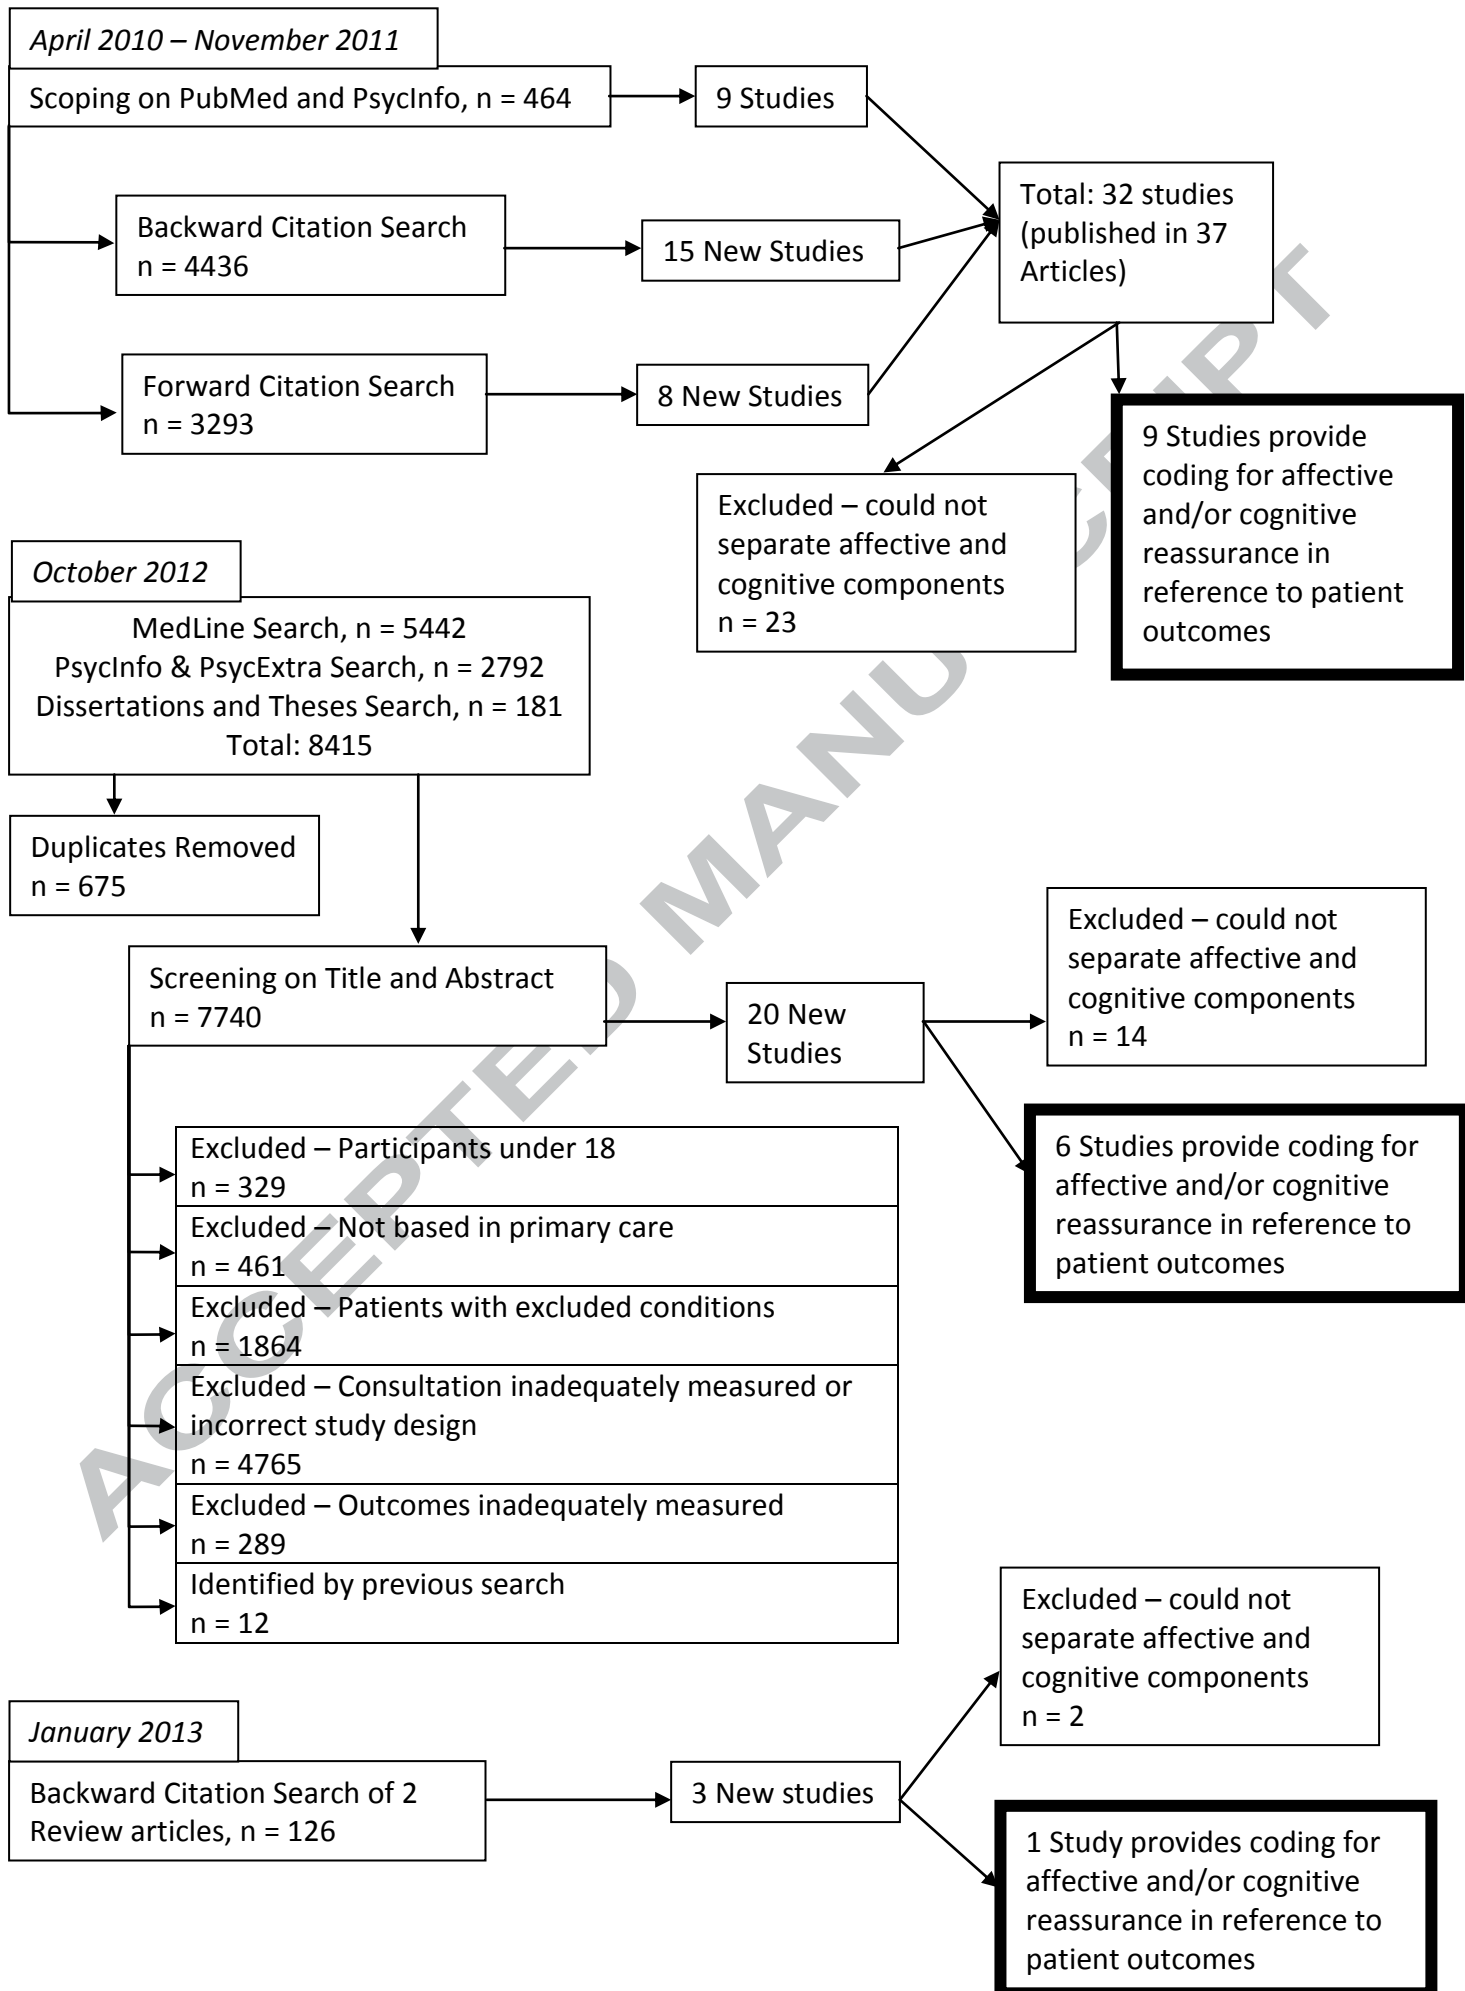 April 2010 – November 2011
Scoping on PubMed and PsycInfo, n = 464
9 Studies
Backward Citation Search
n = 4436
15 New Studies
Forward Citation Search
n = 3293
8 New Studies
Total: 32 studies
(published in 37
Articles)
Excluded – could not
separate affective and
cognitive components
n = 23
9 Studies provide
coding for affective
and/or cognitive
reassurance in
reference to patient
outcomes
October 2012
MedLine Search, n = 5442
PsycInfo & PsycExtra Search, n = 2792
Dissertations and Theses Search, n = 181
Total: 8415
Duplicates Removed
n = 675
Screening on Title and Abstract
n = 7740
20 New
Studies
Excluded – could not
separate affective and
cognitive components
n = 14
6 Studies provide coding for
affective and/or cognitive
reassurance in reference to
patient outcomes
Excluded – Participants under 18
n = 329
Excluded – Not based in primary care
n = 461
Excluded – Patients with excluded conditions
n = 1864
Excluded – Consultation inadequately measured or
incorrect study design
n = 4765
Excluded – Outcomes inadequately measured
n = 289
Identified by previous search
n = 12
January 2013
Backward Citation Search of 2
Review articles, n = 126
3 New studies
Excluded – could not
separate affective and
cognitive components
n = 2
1 Study provides coding for
affective and/or cognitive
reassurance in reference to
patient outcomes
ACCEPTED MANUSCRIPT